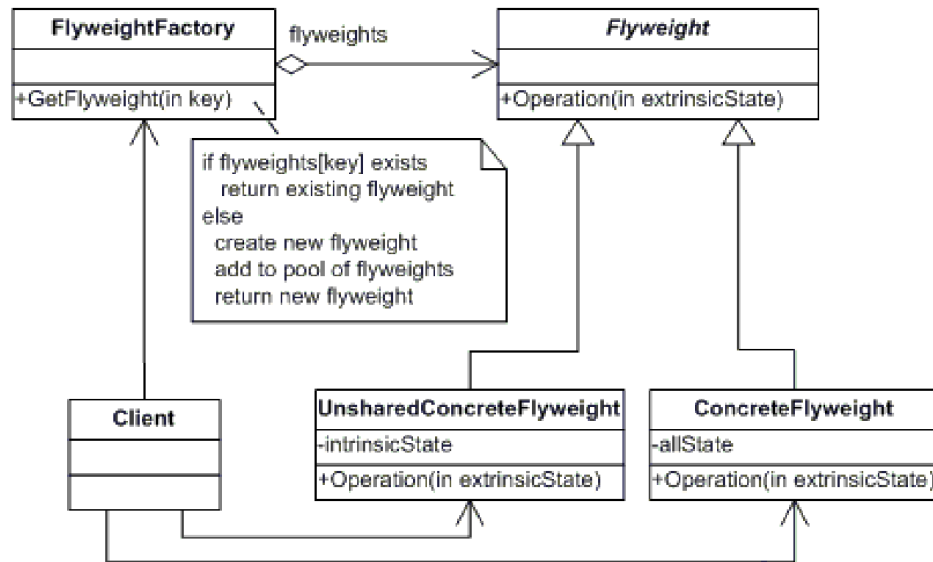 FlyweightFactory
+GetFlyweight(in key)
flyweights
Flyweight
+Operation(in extrinsicState)
if flyweights[key] exists
return existing flyweight
else
create new flyweight
add to pool of flyweights
return new flyweight
Client
UnsharedConcreteFlyweight
-intrinsicState
+Operation(in extrinsicState)
ConcreteFlyweight
-allState
+Operation(in extrinsicState)